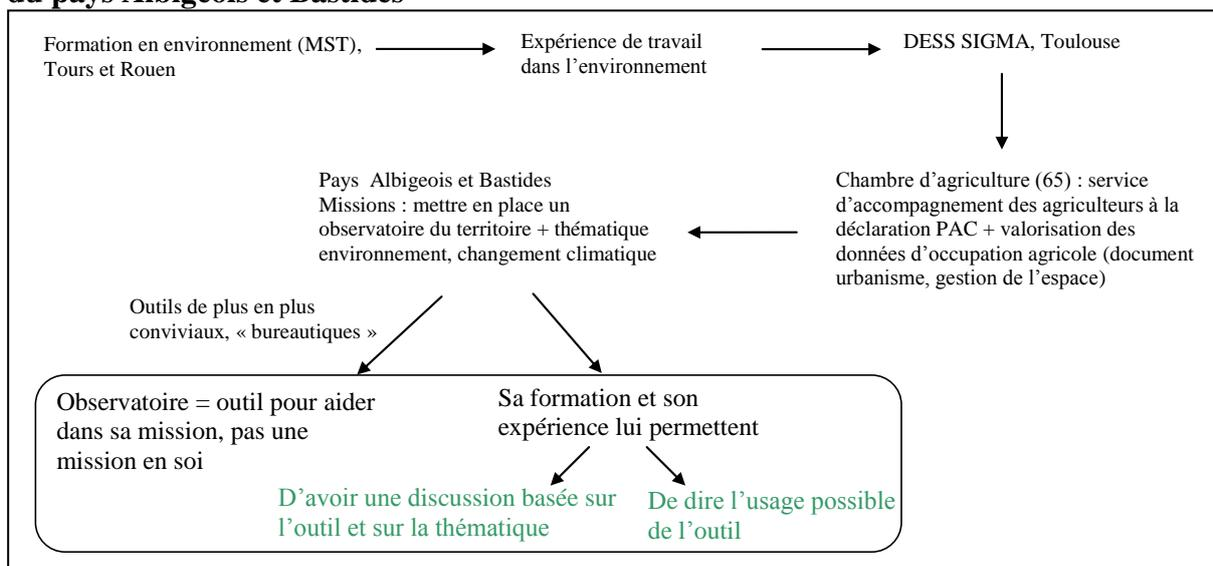 du pays Albigeois et Bastides
Formation en environnement (MST),
Tours et Rouen
Expérience de travail
dans l’environnement
DESS SIGMA, Toulouse
Chambre d’agriculture (65) : service
d’accompagnement des agriculteurs à la
déclaration PAC + valorisation des
données d’occupation agricole (document
urbanisme, gestion de l’espace)
Pays Albigeois et Bastides
Missions : mettre en place un
observatoire du territoire + thématique
environnement, changement climatique
Outils de plus en plus
conviviaux, « bureautiques »
Observatoire = outil pour aider
dans sa mission, pas une
mission en soi
Sa formation et son
expérience lui permettent
D’avoir une discussion basée sur
l’outil et sur la thématique
De dire l’usage possible
de l’outil